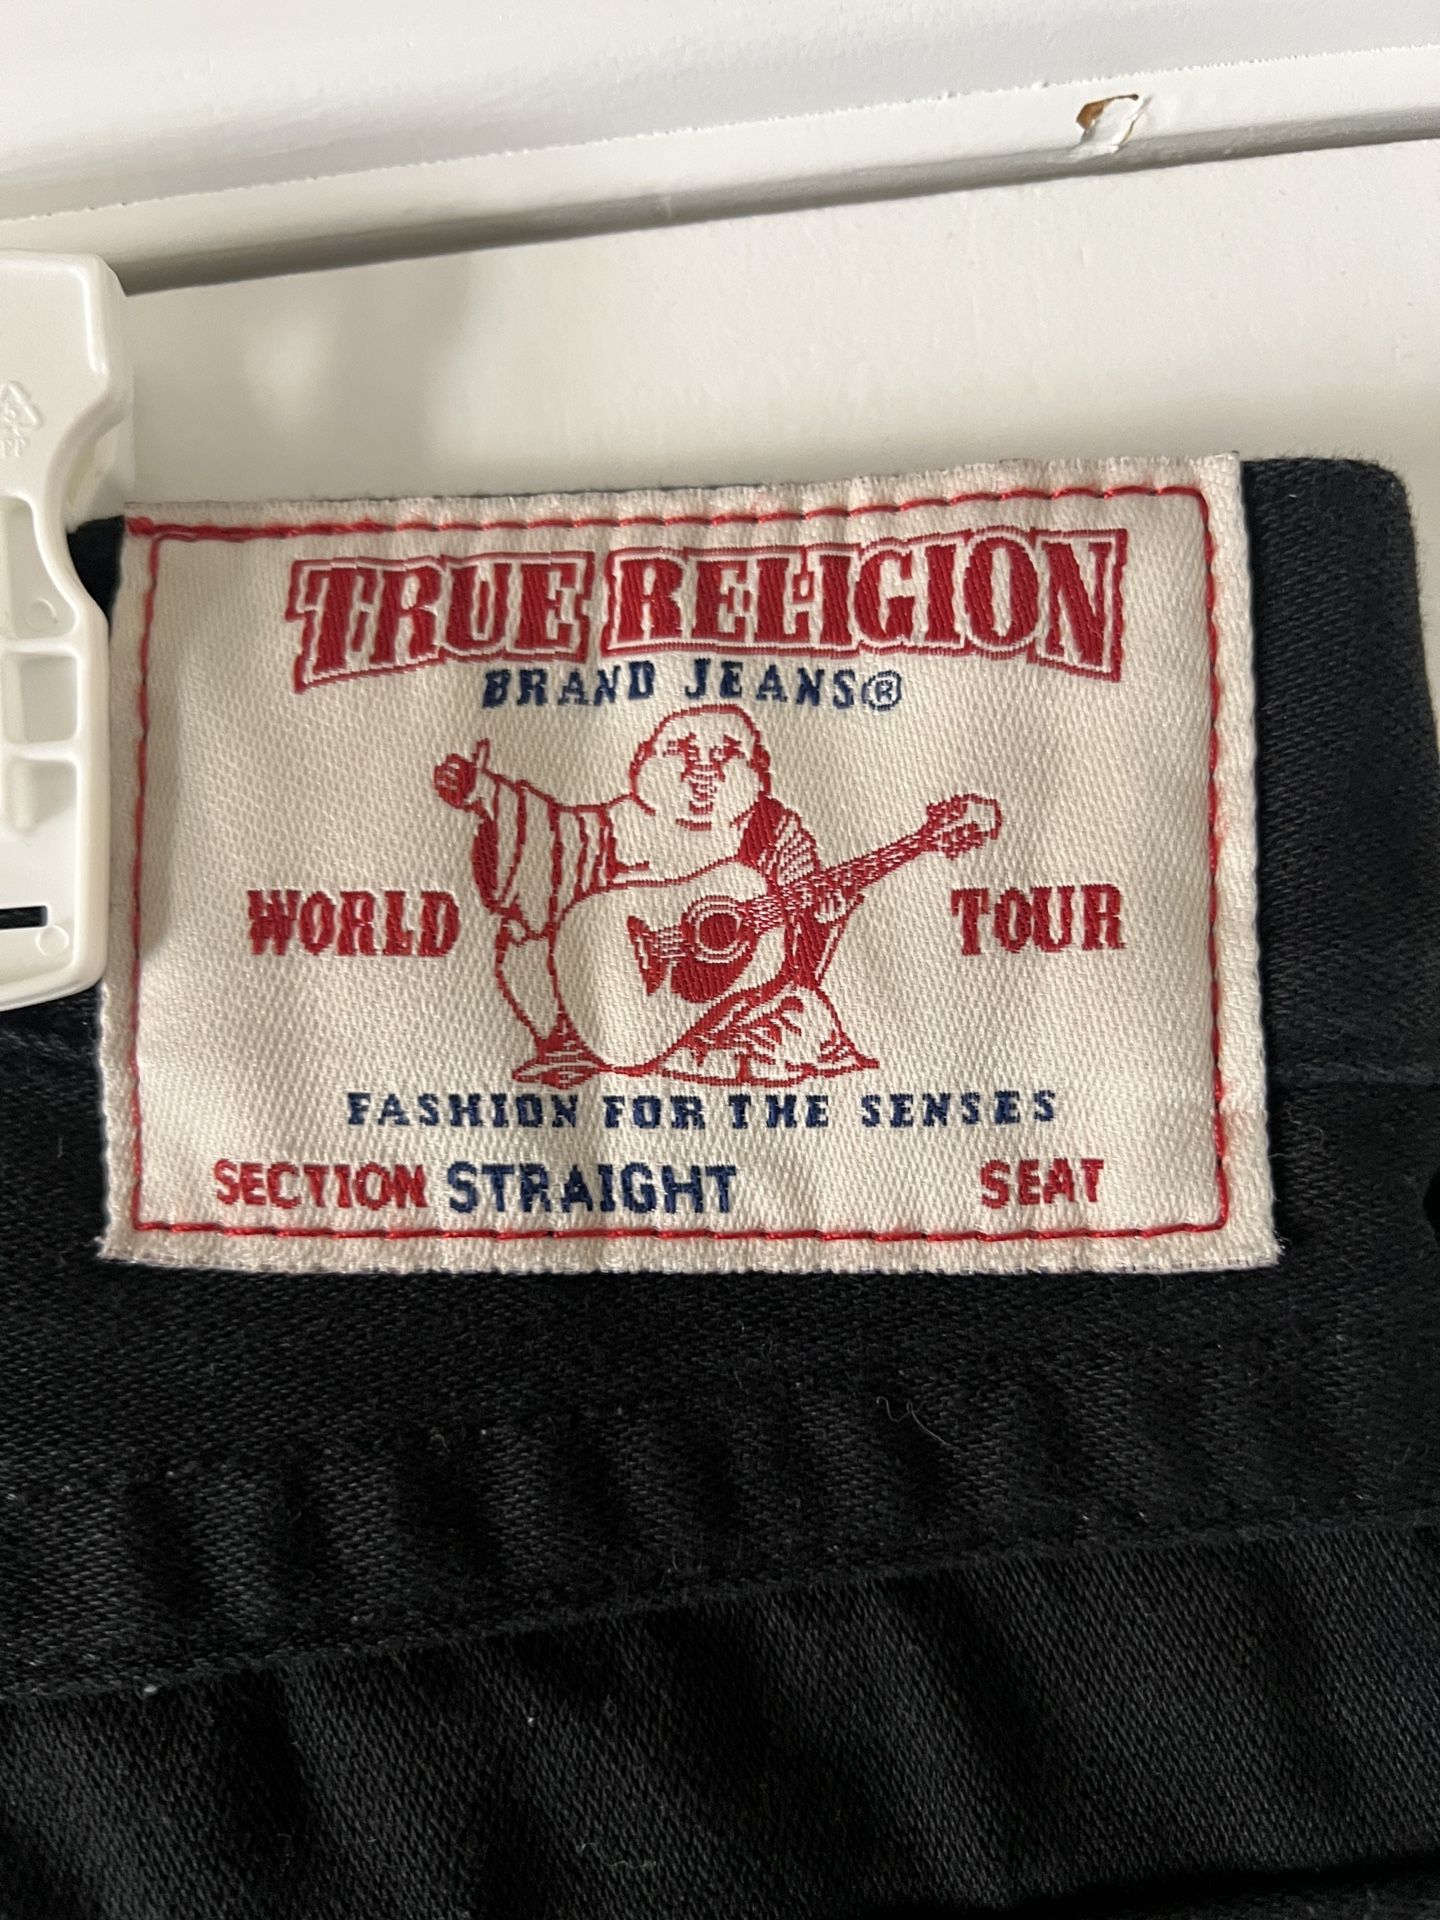 TRUE RELIGION
BRAND JEANS®
WORLD TOUR
FASHION FOR THE SENSES
SECTION STRAIGHT SEAT